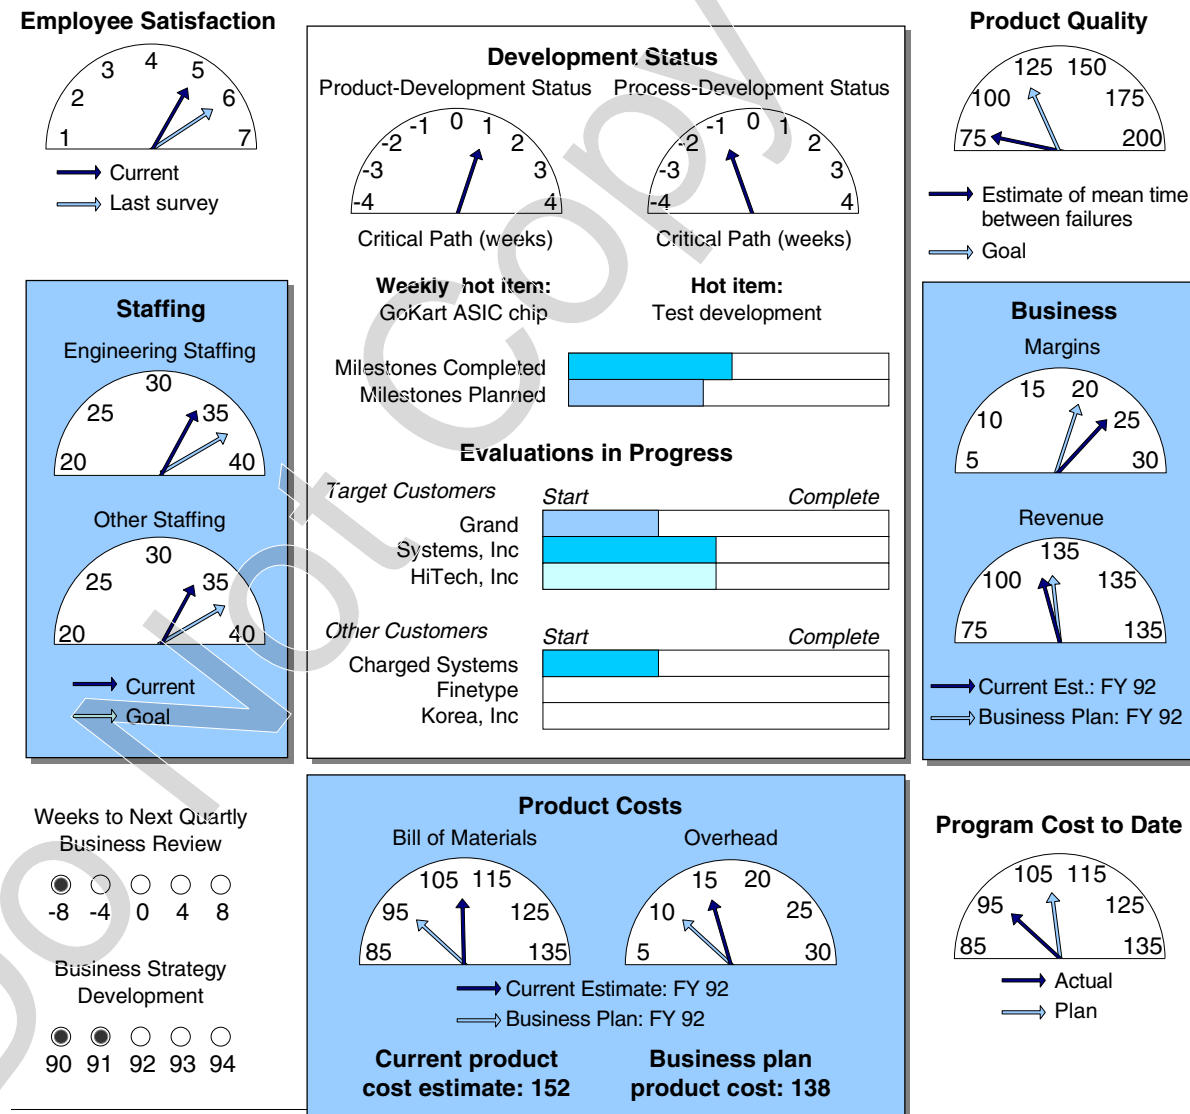 Employee Satisfaction
1 2 3 4 5 6 7
Current
Last survey
Development Status
Product-Development Status
-4 -3 -2 -1 0 1 2 3 4
Critical Path (weeks)
Weekly hot item:
GoKart ASIC chip
Process-Development Status
-4 -3 -2 -1 0 1 2 3 4
Critical Path (weeks)
Hot item:
Test development
Milestones Completed
Milestones Planned
Evaluations in Progress
Target Customers Start Complete
Grand
Systems, Inc
HiTech, Inc
Other Customers Start Complete
Charged Systems
Finetype
Korea, Inc
Product Quality
75 100 125 150 175 200
Estimate of mean time
between failures
Goal
Staffing
Engineering Staffing
20 25 30 35 40
Other Staffing
20 25 30 35 40
Current
Goal
Business
Margins
5 10 15 20 25 30
Revenue
75 100 135 135 135
Current Est.: FY 92
Business Plan: FY 92
Weeks to Next Quartly
Business Review
-8 -4 0 4 8
Business Strategy
Development
90 91 92 93 94
Product Costs
Bill of Materials
85 95 105 115 125 135
Overhead
5 10 15 20 25 30
Current Estimate: FY 92
Business Plan: FY 92
Current product
cost estimate: 152
Business plan
product cost: 138
Program Cost to Date
85 95 105 115 125 135
Actual
Plan
Do Not Copy